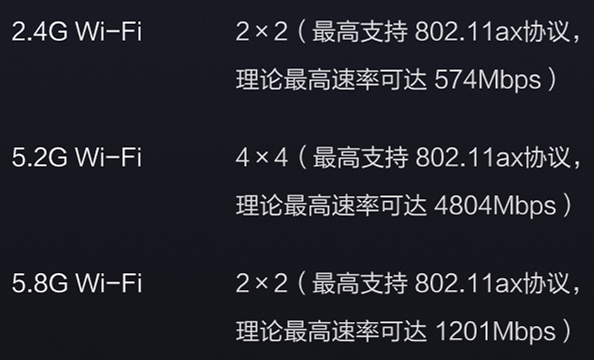 2.4G Wi-Fi 2×2（最高支持 802.11ax协议，
理论最高速率可达 574Mbps）
5.2G Wi-Fi 4×4（最高支持 802.11ax协议，
理论最高速率可达 4804Mbps）
5.8G Wi-Fi 2×2（最高支持 802.11ax协议，
理论最高速率可达 1201Mbps）